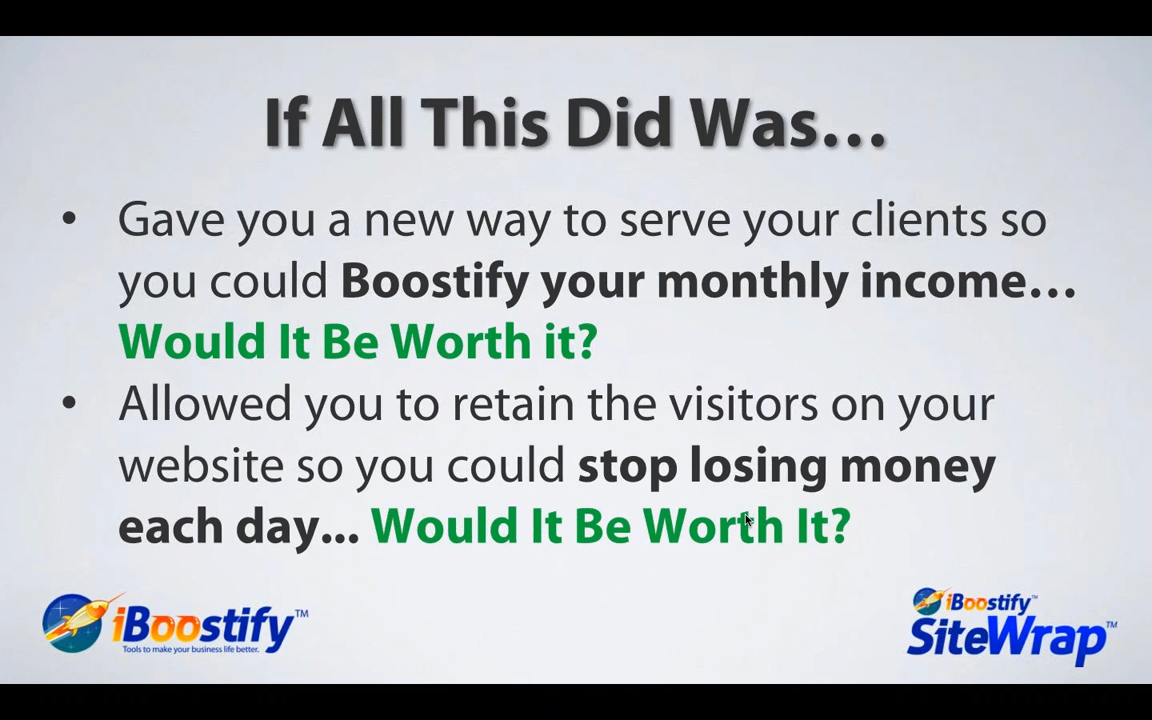 If All This Did Was…
• Gave you a new way to serve your clients so
you could Boostify your monthly income…
Would It Be Worth it?
• Allowed you to retain the visitors on your
website so you could stop losing money
each day... Would It Be Worth It?
iBoostify™
Tools to make your business life better.
iBoostify™
SiteWrap™